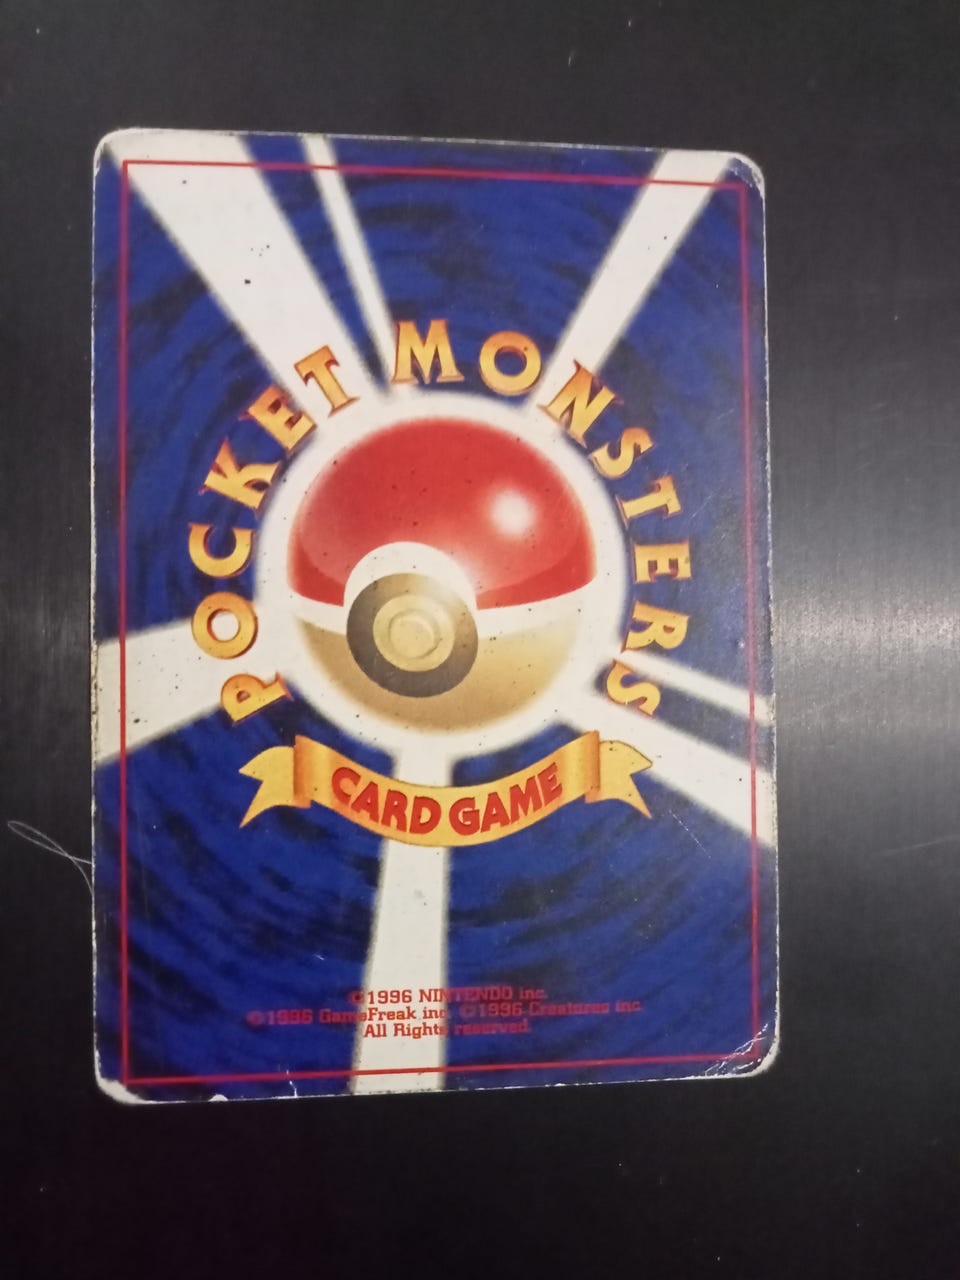 POCKET MONSTERS
CARD GAME
©1996 NINTENDO inc.
©1996 GameFreak inc. ©1996 Creatures inc.
All Rights reserved.